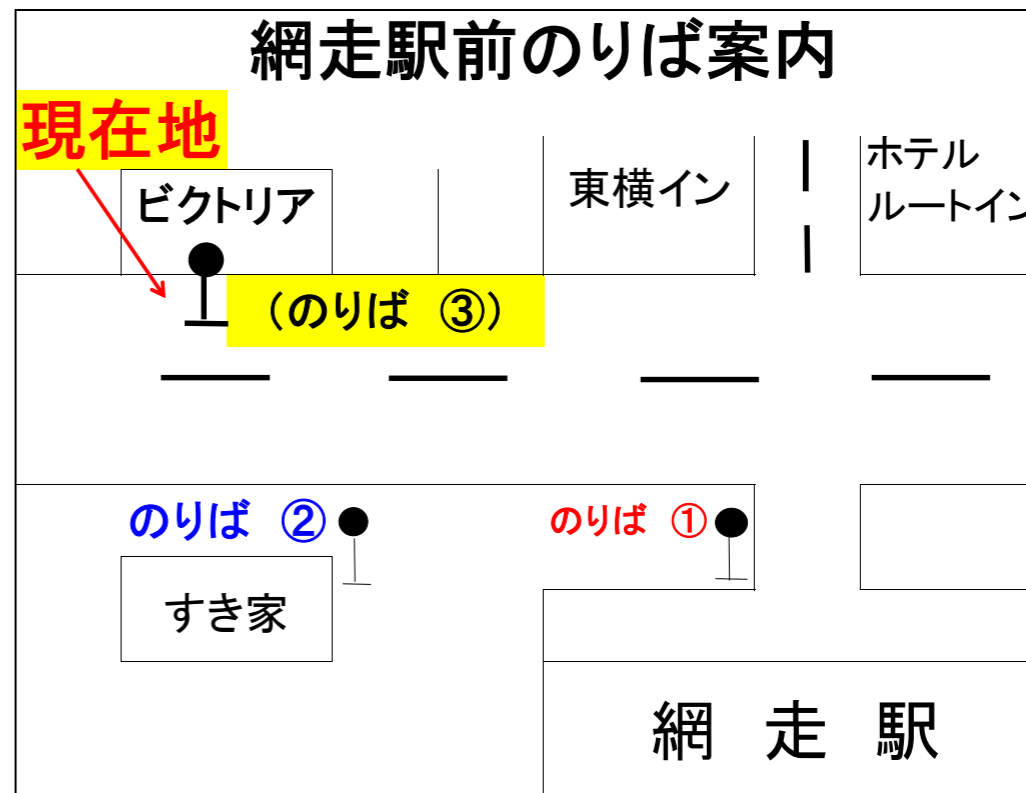 網走駅前のりば案内
現在地
ビクトリア
東横イン
ホテル
ルートイン
（のりば ③）
のりば ②
のりば ①
すき家
網 走 駅